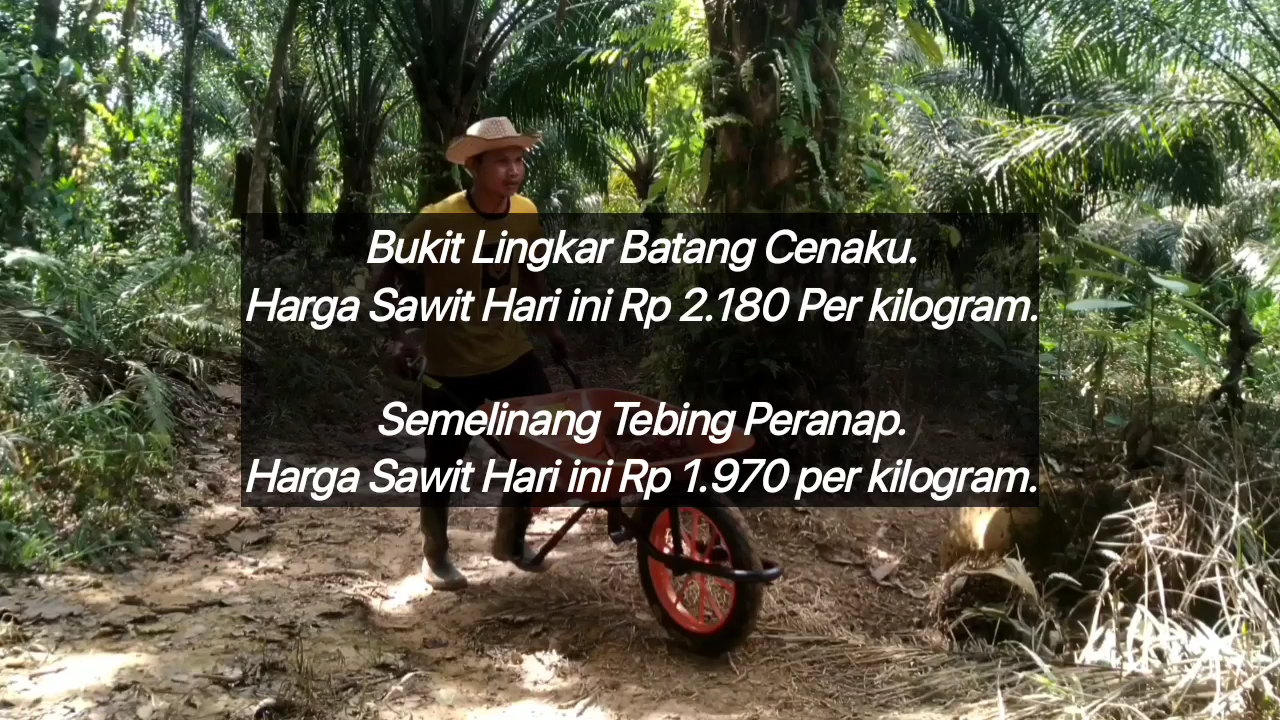 Bukit Lingkar Batang Cenaku.
Harga Sawit Hari ini Rp 2.180 Per kilogram.
Semelinang Tebing Peranap.
Harga Sawit Hari ini Rp 1.970 per kilogram.